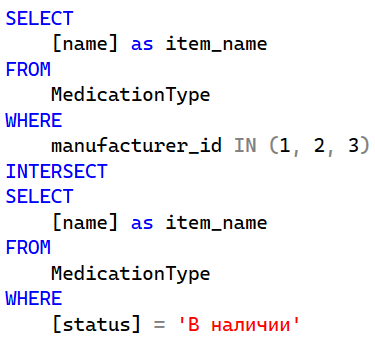 SELECT
    [name] as item_name
FROM
    MedicationType
WHERE
    manufacturer_id IN (1, 2, 3)
INTERSECT
SELECT
    [name] as item_name
FROM
    MedicationType
WHERE
    [status] = 'В наличии'